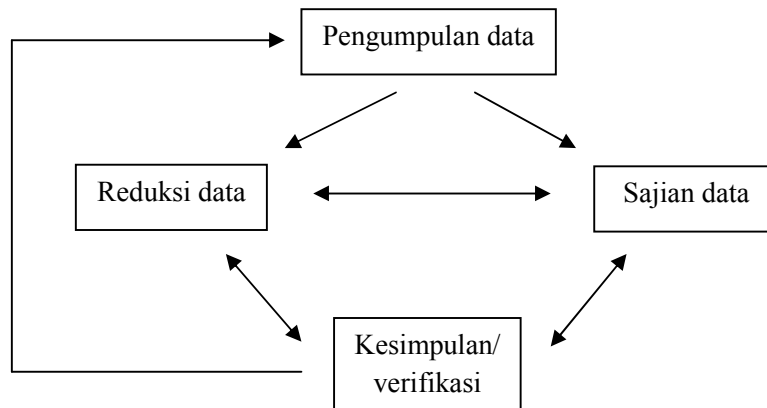 Pengumpulan data
Reduksi data
Sajian data
Kesimpulan/
verifikasi